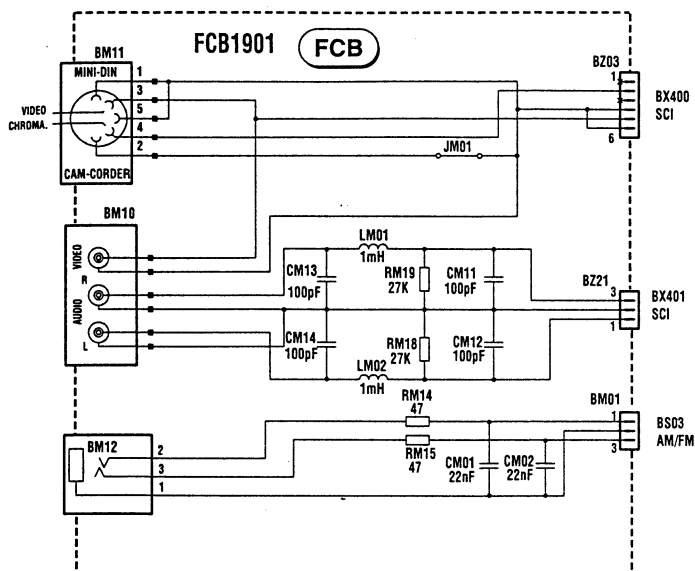 FCB1901
FCB
BM11
MINI-DIN
1
3
5
4
2
VIDEO
CHROMA.
CAM-CORDER
JM01
BZ03
1
6
BX400
SCI
BM10
VIDEO
R
AUDIO
L
LM01
1mH
CM13
100pF
RM19
27K
CM11
100pF
CM14
100pF
RM18
27K
CM12
100pF
LM02
1mH
BZ21
3
1
BX401
SCI
RM14
47
RM15
47
CM01
22nF
CM02
22nF
BM01
1
3
BS03
AM/FM
BM12
2
3
1